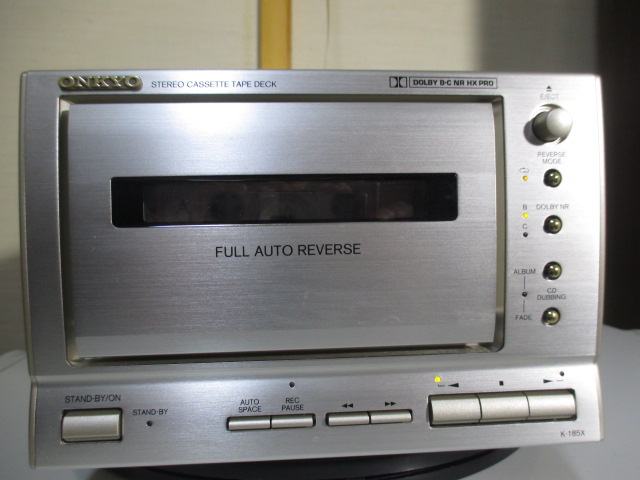 ONKYO STEREO CASSETTE TAPE DECK DOLBY B·C NR HX PRO
EJECT
REVERSE
MODE
B DOLBY NR
C
ALBUM
CD
DUBBING
FADE
FULL AUTO REVERSE
STAND-BY/ON
STAND-BY
AUTO
SPACE
REC
PAUSE
K-185X